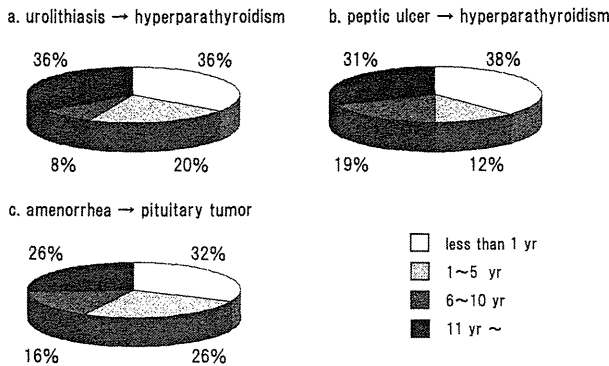 a. urolithiasis → hyperparathyroidism
36% 36%
8% 20%
b. peptic ulcer → hyperparathyroidism
31% 38%
19% 12%
c. amenorrhea → pituitary tumor
26% 32%
16% 26%
less than 1 yr
1～5 yr
6～10 yr
11 yr ～